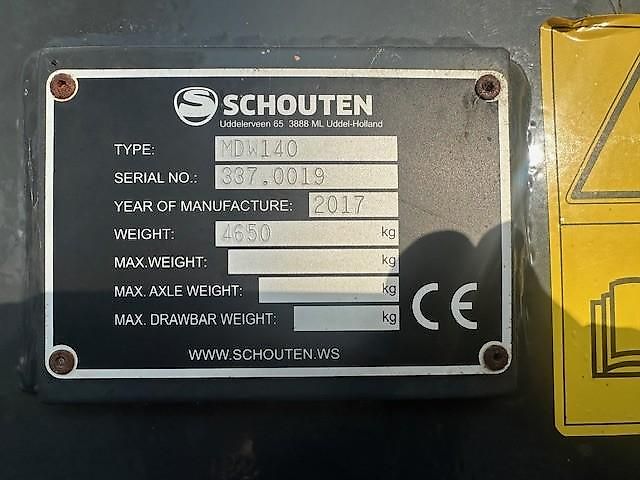 SCHOUTEN
Uddelerveen 65 3888 ML Uddel-Holland
TYPE: MDW140
SERIAL NO.: 387.0019
YEAR OF MANUFACTURE: 2017
WEIGHT: 4650 kg
MAX.WEIGHT: kg
MAX. AXLE WEIGHT: kg
MAX. DRAWBAR WEIGHT: kg
CE
WWW.SCHOUTEN.WS